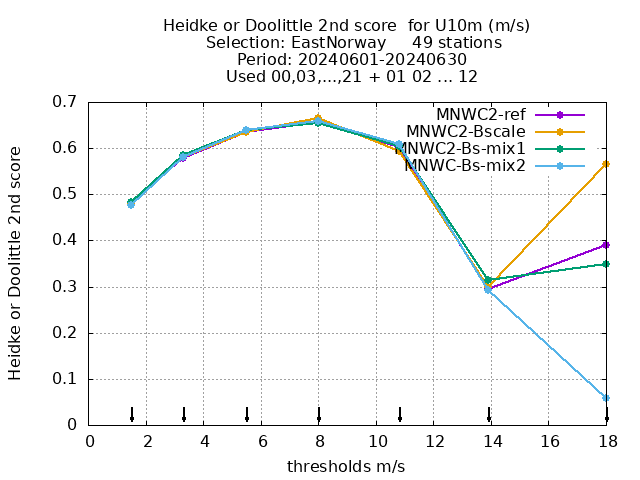 Heidke or Doolittle 2nd score  for U10m (m/s)
Selection: EastNorway     49 stations
Period: 20240601-20240630
Used 00,03,...,21 + 01 02 ... 12
MNWC2-ref
MNWC2-Bscale
MNWC2-Bs-mix1
MNWC-Bs-mix2
Heidke or Doolittle 2nd score
0.7
0.6
0.5
0.4
0.3
0.2
0.1
0
0 2 4 6 8 10 12 14 16 18
thresholds m/s